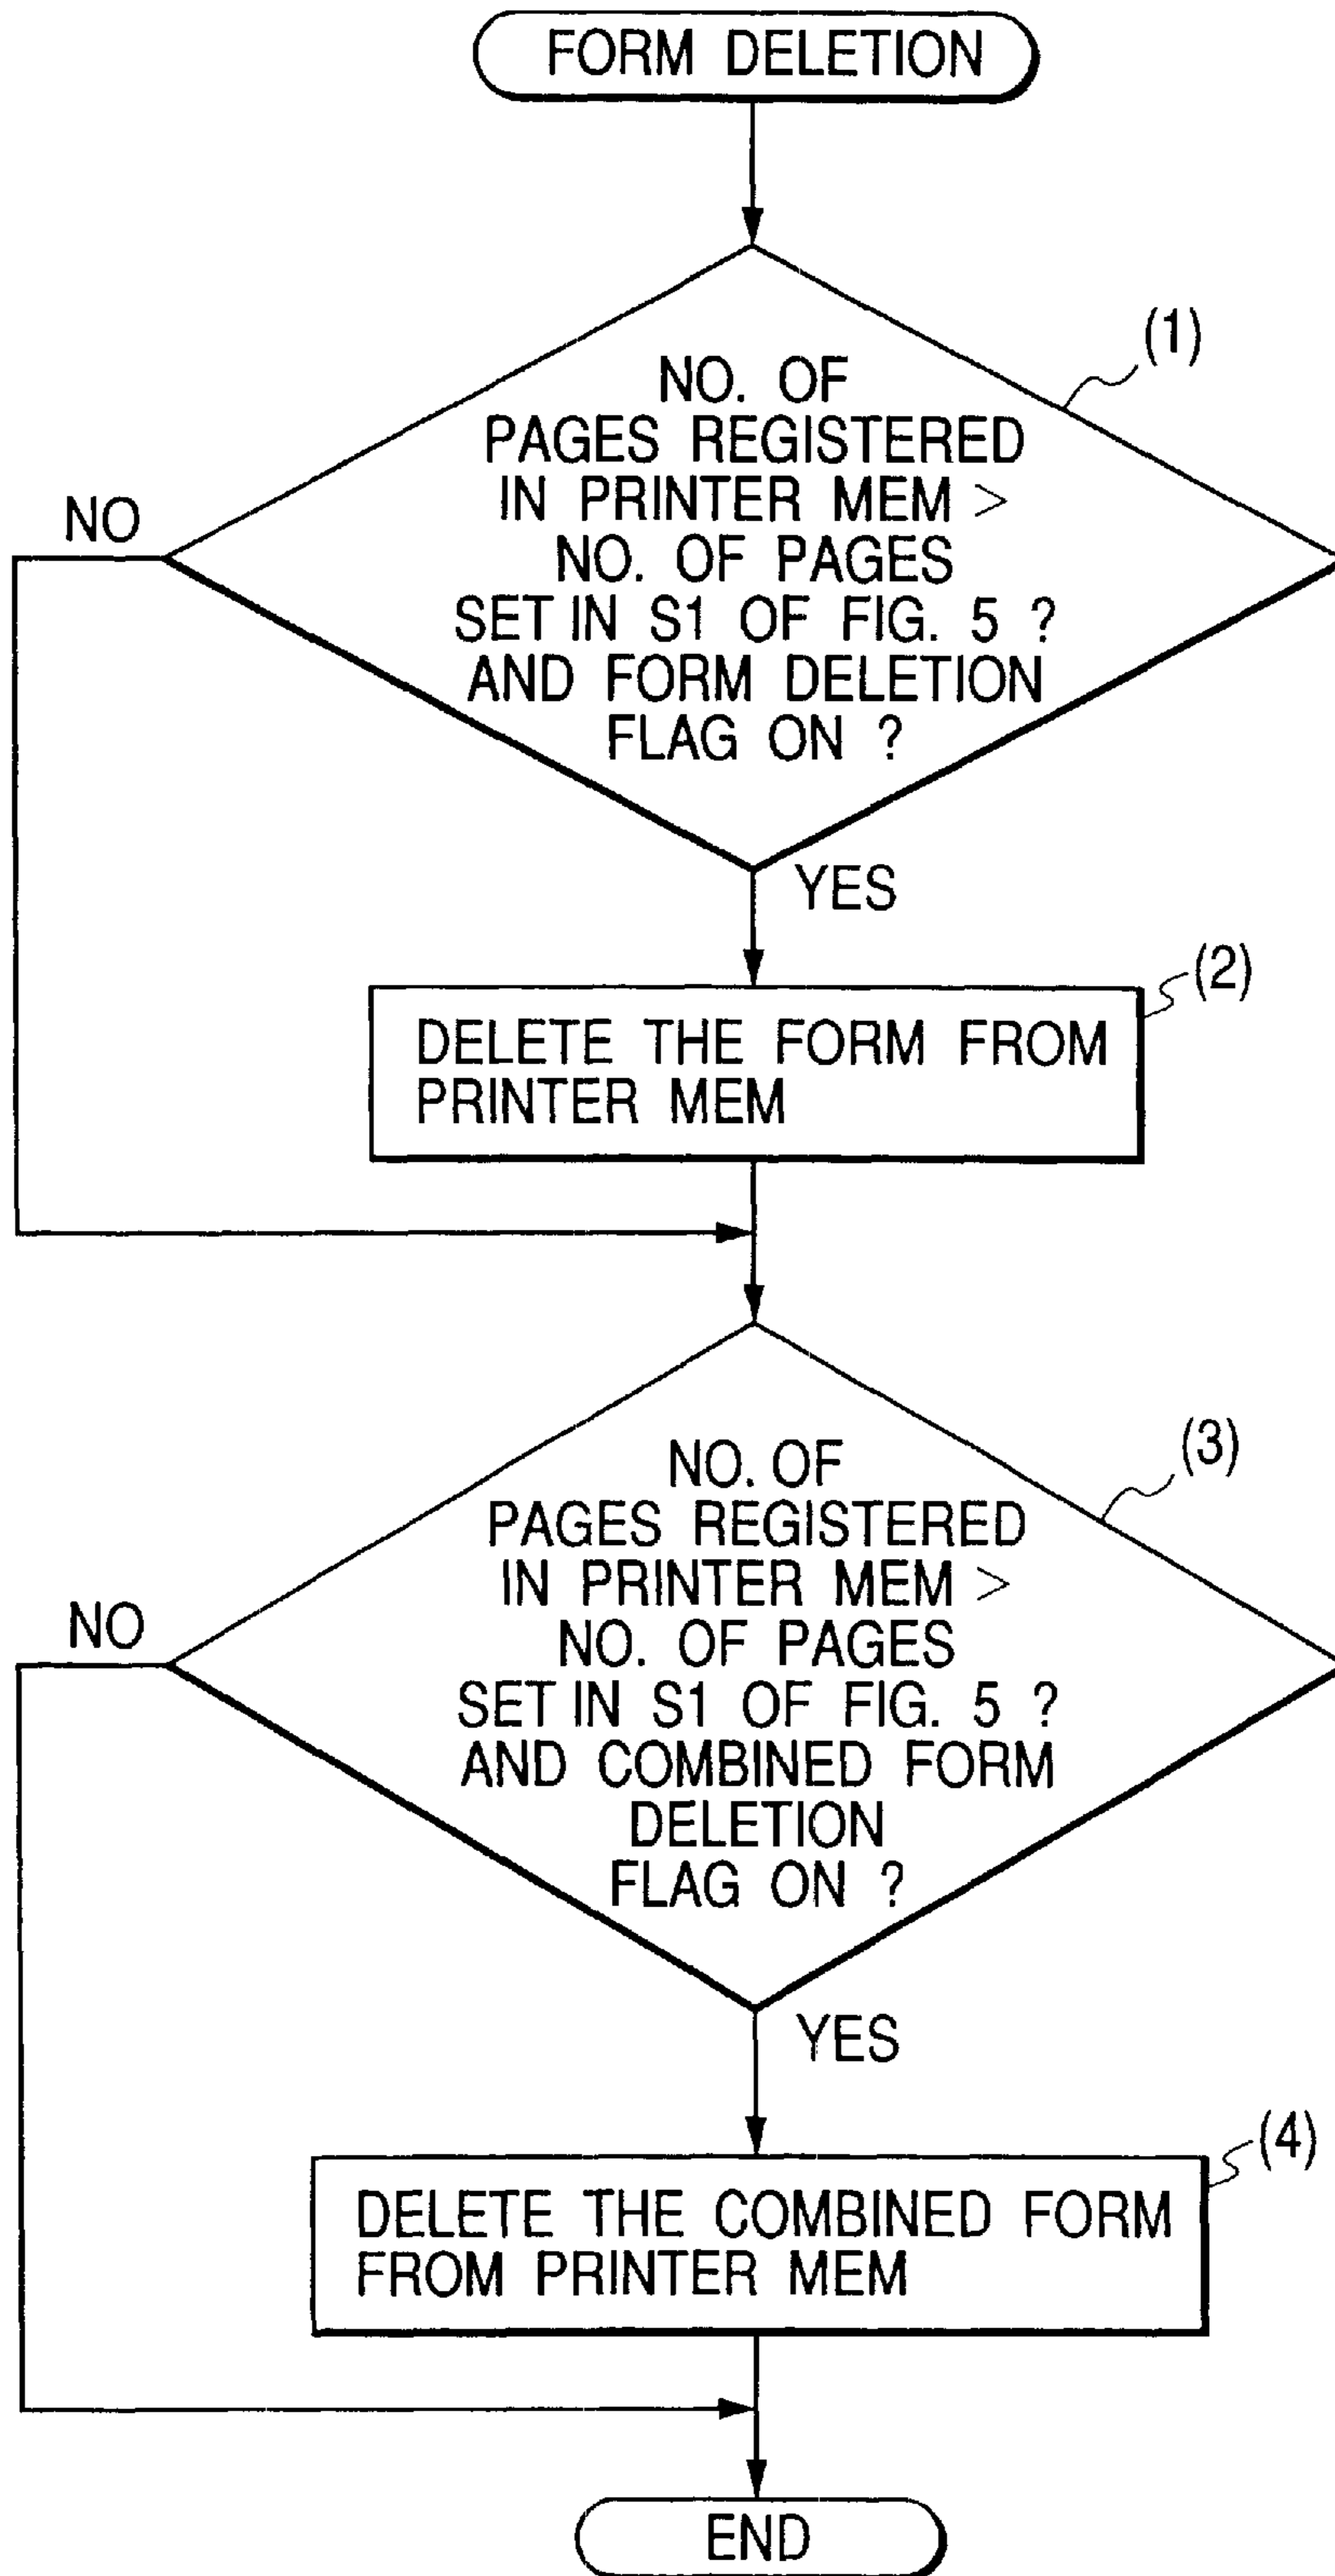 FORM DELETION
(1)
NO. OF
PAGES REGISTERED
IN PRINTER MEM >
NO. OF PAGES
SET IN S1 OF FIG. 5 ?
AND FORM DELETION
FLAG ON ?
NO
YES
(2)
DELETE THE FORM FROM
PRINTER MEM
(3)
NO. OF
PAGES REGISTERED
IN PRINTER MEM >
NO. OF PAGES
SET IN S1 OF FIG. 5 ?
AND COMBINED FORM
DELETION
FLAG ON ?
NO
YES
(4)
DELETE THE COMBINED FORM
FROM PRINTER MEM
END